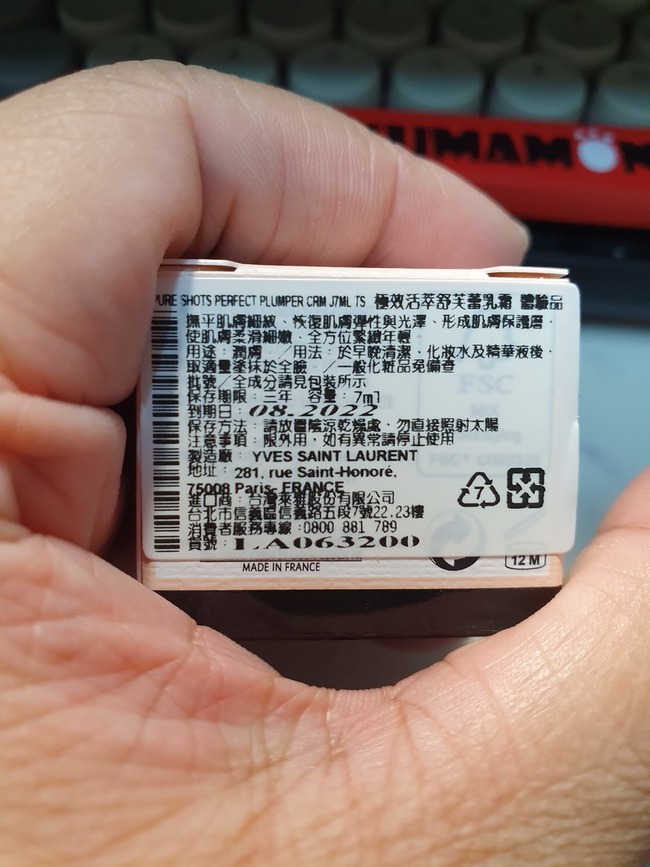 UMAMON
PURE SHOTS PERFECT PLUMPER CRM J7ML TS 極效活萃舒芙蕾乳霜 體驗品
撫平肌膚細紋、恢復肌膚彈性與光澤、形成肌膚保護層,
使肌膚柔滑細嫩、全方位緊緻年輕。
用途:潤膚 /用法:於早晚清潔、化妝水及精華液後,
取適量塗抹於全臉 /一般化粧品免備查
批號/全成分請見包裝所示
保存期限:三年 容量:7ml
到期日:08.2022
保存方法:請放置陰涼乾燥處,勿直接照射太陽
注意事項:限外用,如有異常請停止使用
製造廠:YVES SAINT LAURENT
地址:281, rue Saint-Honoré,
75008 Paris- FRANCE
進口商:台灣萊雅股份有限公司
台北市信義區信義路五段7號22,23樓
消費者服務專線:0800 881 789
貨號:LA063200
7
FSC
MADE IN FRANCE
12 M